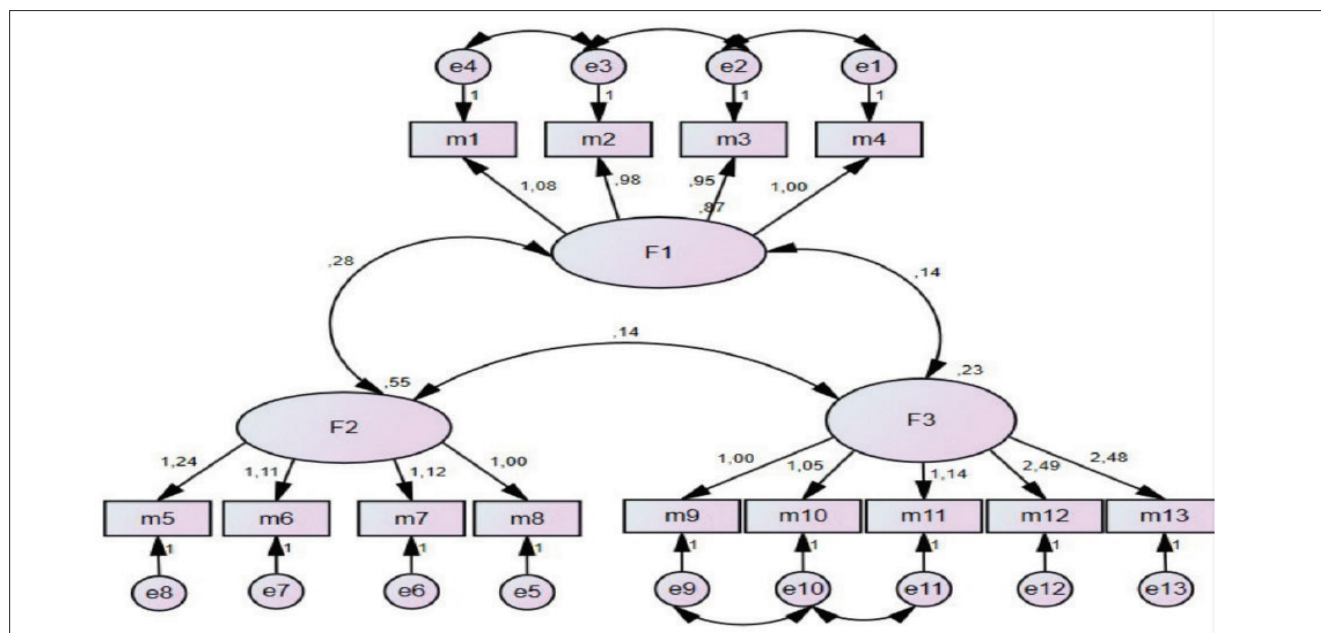 e4 e3 e2 e1
1 1 1 1
m1 m2 m3 m4
1,08 ,98 ,95 1,00
,87
F1
,28 ,14
,14
,55 ,23
F2 F3
1,24 1,11 1,12 1,00 1,00 1,05 1,14 2,49 2,48
m5 m6 m7 m8 m9 m10 m11 m12 m13
1 1 1 1 1 1 1 1 1
e8 e7 e6 e5 e9 e10 e11 e12 e13